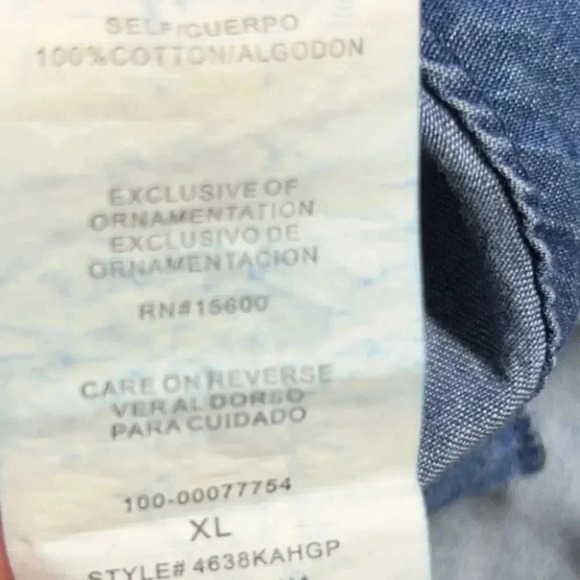 SELF/CUERPO
100%COTTON/ALGODON
EXCLUSIVE OF
ORNAMENTATION
EXCLUSIVO DE
ORNAMENTACION
RN#15600
CARE ON REVERSE
VER AL DORSO
PARA CUIDADO
100-00077754
XL
STYLE# 4638KAHGP